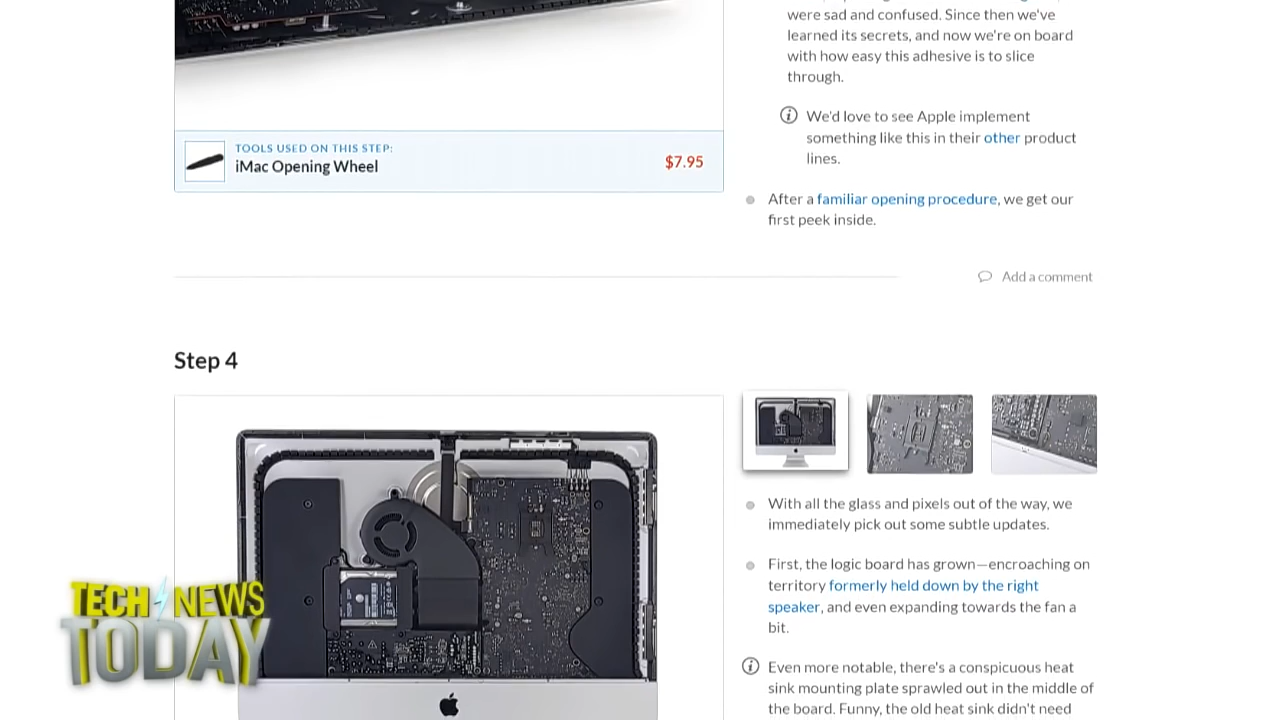 were sad and confused. Since then we've
learned its secrets, and now we're on board
with how easy this adhesive is to slice
through.
We'd love to see Apple implement
something like this in their other product
lines.
TOOLS USED ON THIS STEP:
iMac Opening Wheel
$7.95
After a familiar opening procedure, we get our
first peek inside.
Add a comment
Step 4
With all the glass and pixels out of the way, we
immediately pick out some subtle updates.
First, the logic board has grown—encroaching on
territory formerly held down by the right
speaker, and even expanding towards the fan a
bit.
Even more notable, there's a conspicuous heat
sink mounting plate sprawled out in the middle of
the board. Funny, the old heat sink didn't need
TECH NEWS
TODAY